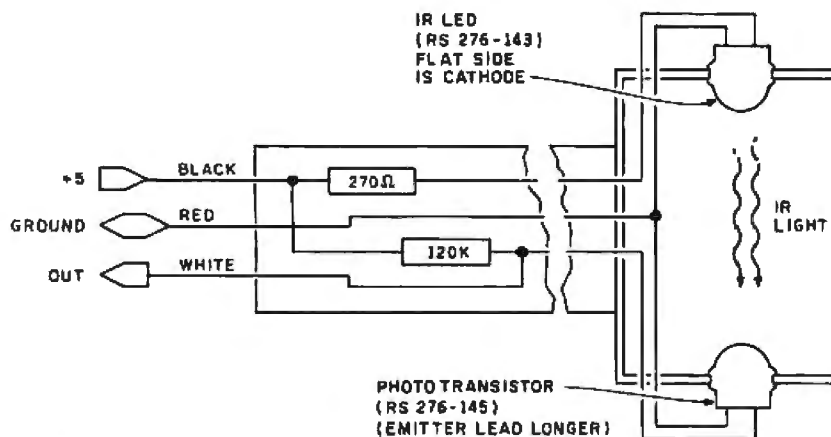 IR LED
(RS 276-143)
FLAT SIDE
IS CATHODE
+5
BLACK
270Ω
GROUND
RED
IR
LIGHT
120K
OUT
WHITE
PHOTOTRANSISTOR
(RS 276-145)
(EMITTER LEAD LONGER)